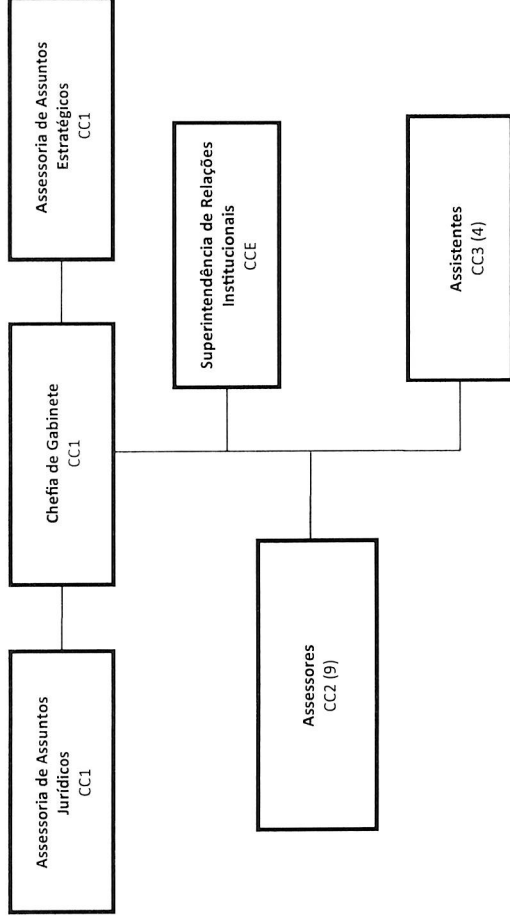 Assessoria de Assuntos
Jurídicos
CC1
Chefia de Gabinete
CC1
Assessoria de Assuntos
Estratégicos
CC1
Superintendência de Relações
Institucionais
CCE
Assessores
CC2 (9)
Assistentes
CC3 (4)